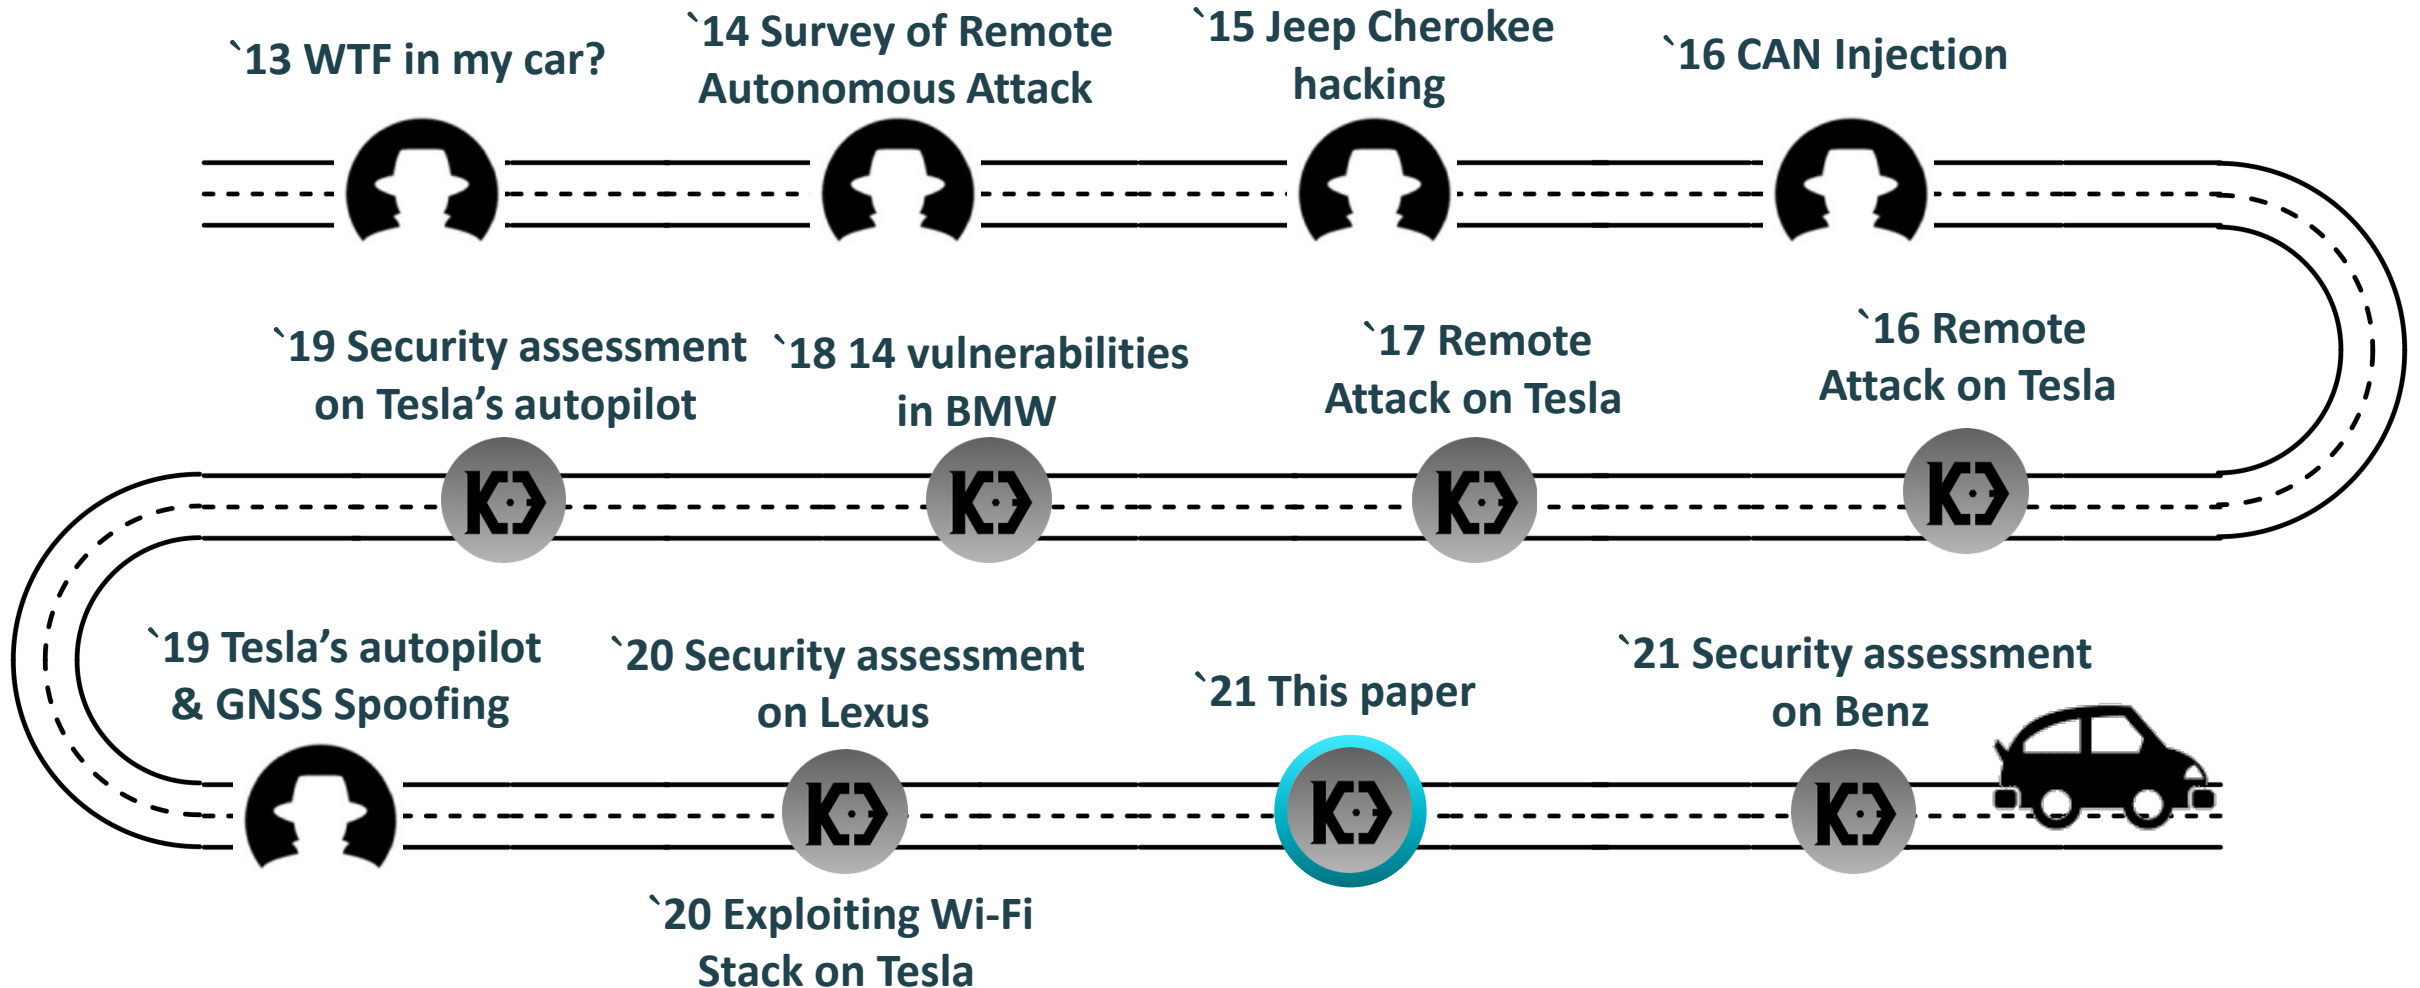 `13 WTF in my car?
`14 Survey of Remote
Autonomous Attack
`15 Jeep Cherokee
hacking
`16 CAN Injection
`19 Security assessment
on Tesla’s autopilot
`18 14 vulnerabilities
in BMW
`17 Remote
Attack on Tesla
`16 Remote
Attack on Tesla
`19 Tesla’s autopilot
& GNSS Spoofing
`20 Security assessment
on Lexus
`21 This paper
`21 Security assessment
on Benz
`20 Exploiting Wi-Fi
Stack on Tesla